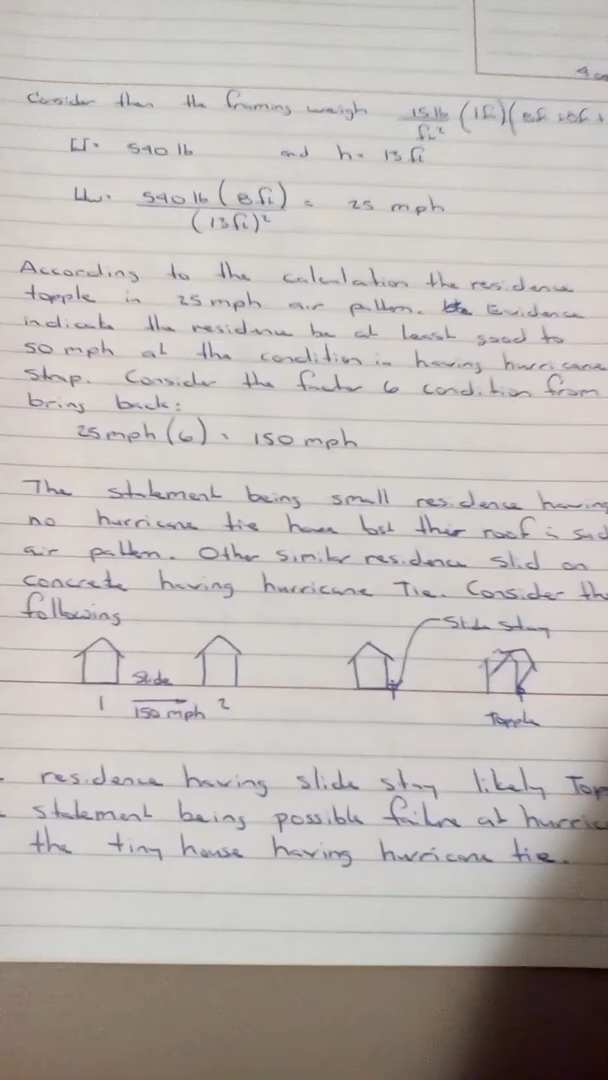 Consider then the framing weigh 15 lb/ft² (1ft)(8ft +8ft +
W = 540 lb and h = 13 ft
540 lb (8ft)/(13ft)² = 25 mph
According to the calculation the residence
topple in 25 mph air patten. Evidence
indicate the residence be at least good to
50 mph at the condition in having hurricane
strap. Consider the factor 6 condition from
bring back:
25 mph (6) = 150 mph
The statement being small residence having
no hurricane tie have lost their roof in
air patten. Other similar residence slid on
concrete having hurricane Tie. Consider the
following
Slide Stay
Slide
1 150 mph 2
Topple
residence having slide stay likely Top
statement being possible failure at hurric
the tiny house having hurricane tie.